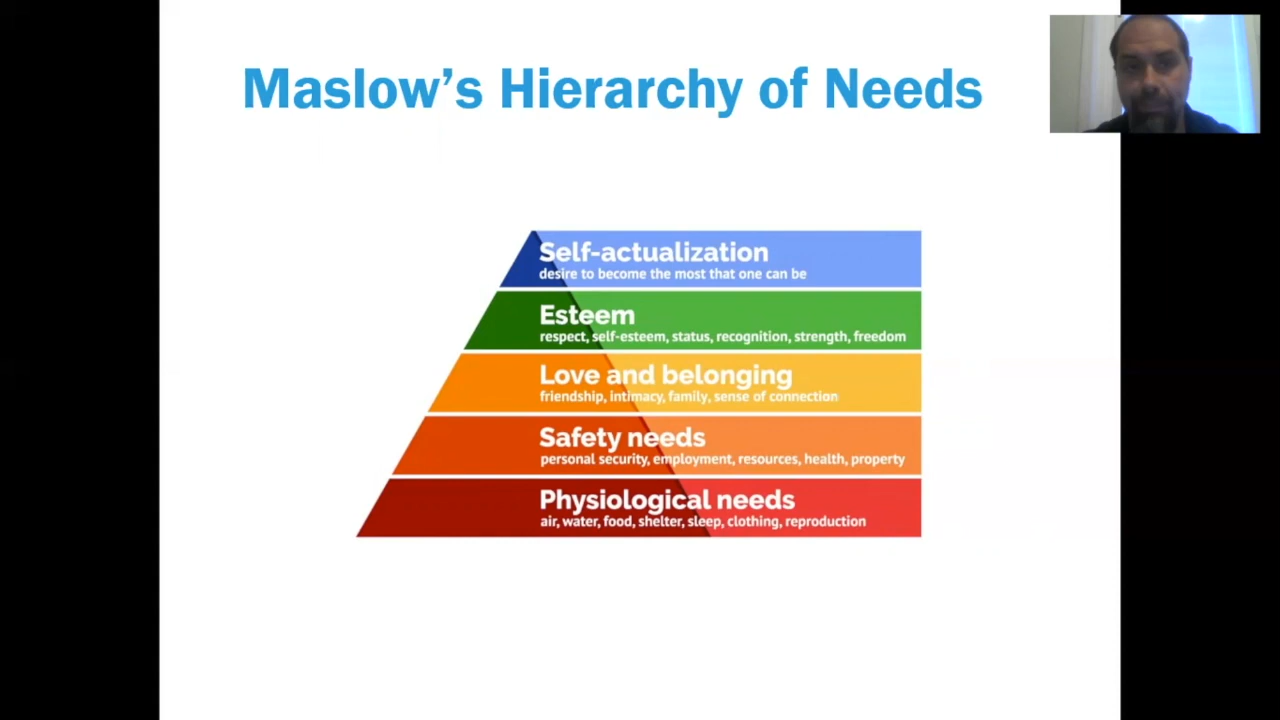 Maslow’s Hierarchy of Needs
Self-actualization
desire to become the most that one can be
Esteem
respect, self-esteem, status, recognition, strength, freedom
Love and belonging
friendship, intimacy, family, sense of connection
Safety needs
personal security, employment, resources, health, property
Physiological needs
air, water, food, shelter, sleep, clothing, reproduction